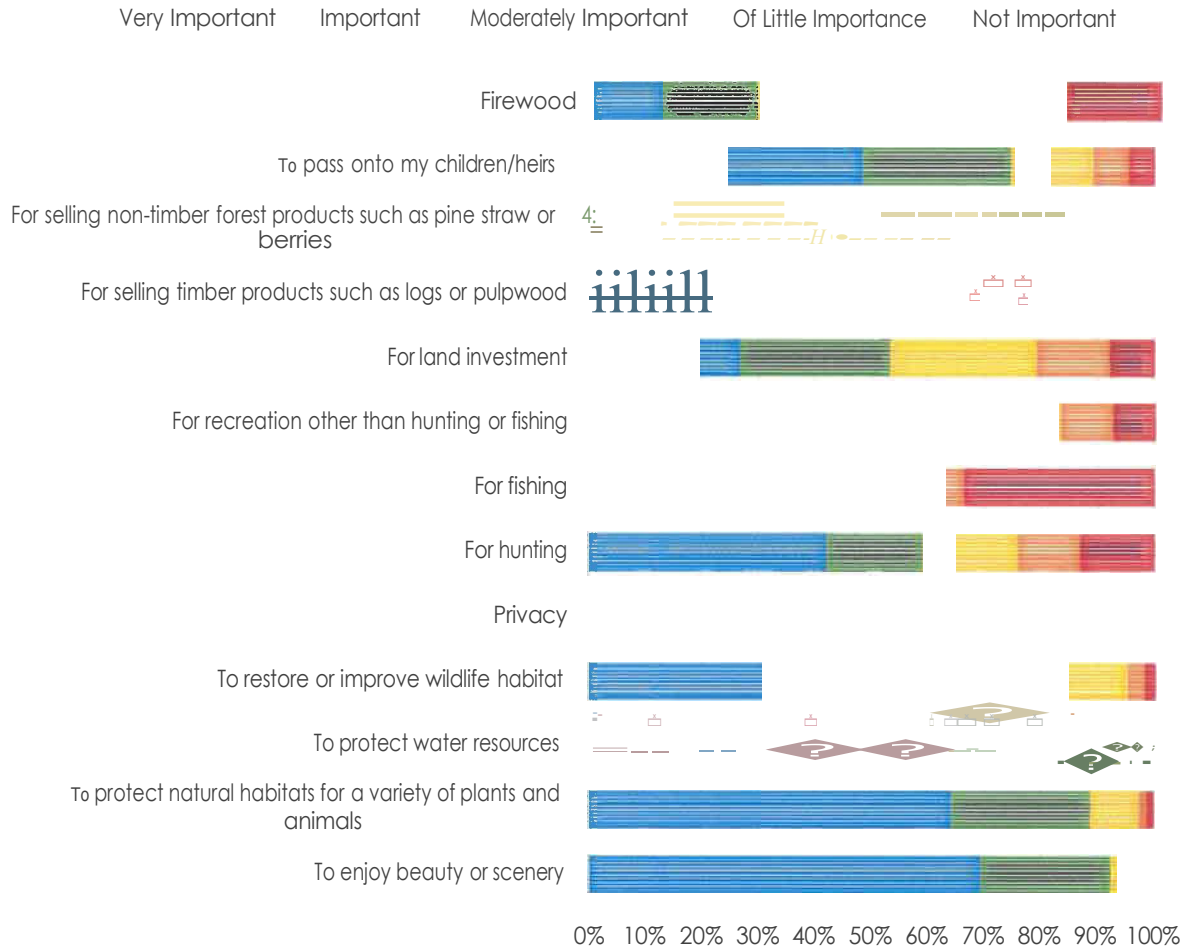 Very Important Important Moderately Important Of Little Importance Not Important
Firewood
To pass onto my children/heirs
For selling non-timber forest products such as pine straw or
berries
4:
For selling timber products such as logs or pulpwood
For land investment
For recreation other than hunting or fishing
For fishing
For hunting
Privacy
To restore or improve wildlife habitat
To protect water resources
To protect natural habitats for a variety of plants and
animals
To enjoy beauty or scenery
0% 10% 20% 30% 40% 50% 60% 70% 80% 90% 100%